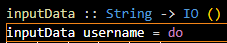 inputData :: String -> IO ()
inputData username = do